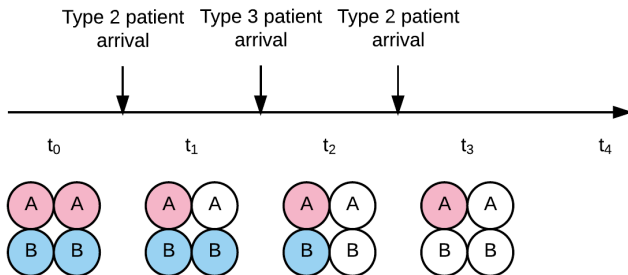 Type 2 patient arrival
Type 3 patient arrival
Type 2 patient arrival
t0 t1 t2 t3 t4
A A A A A A A A
B B B B B B B B